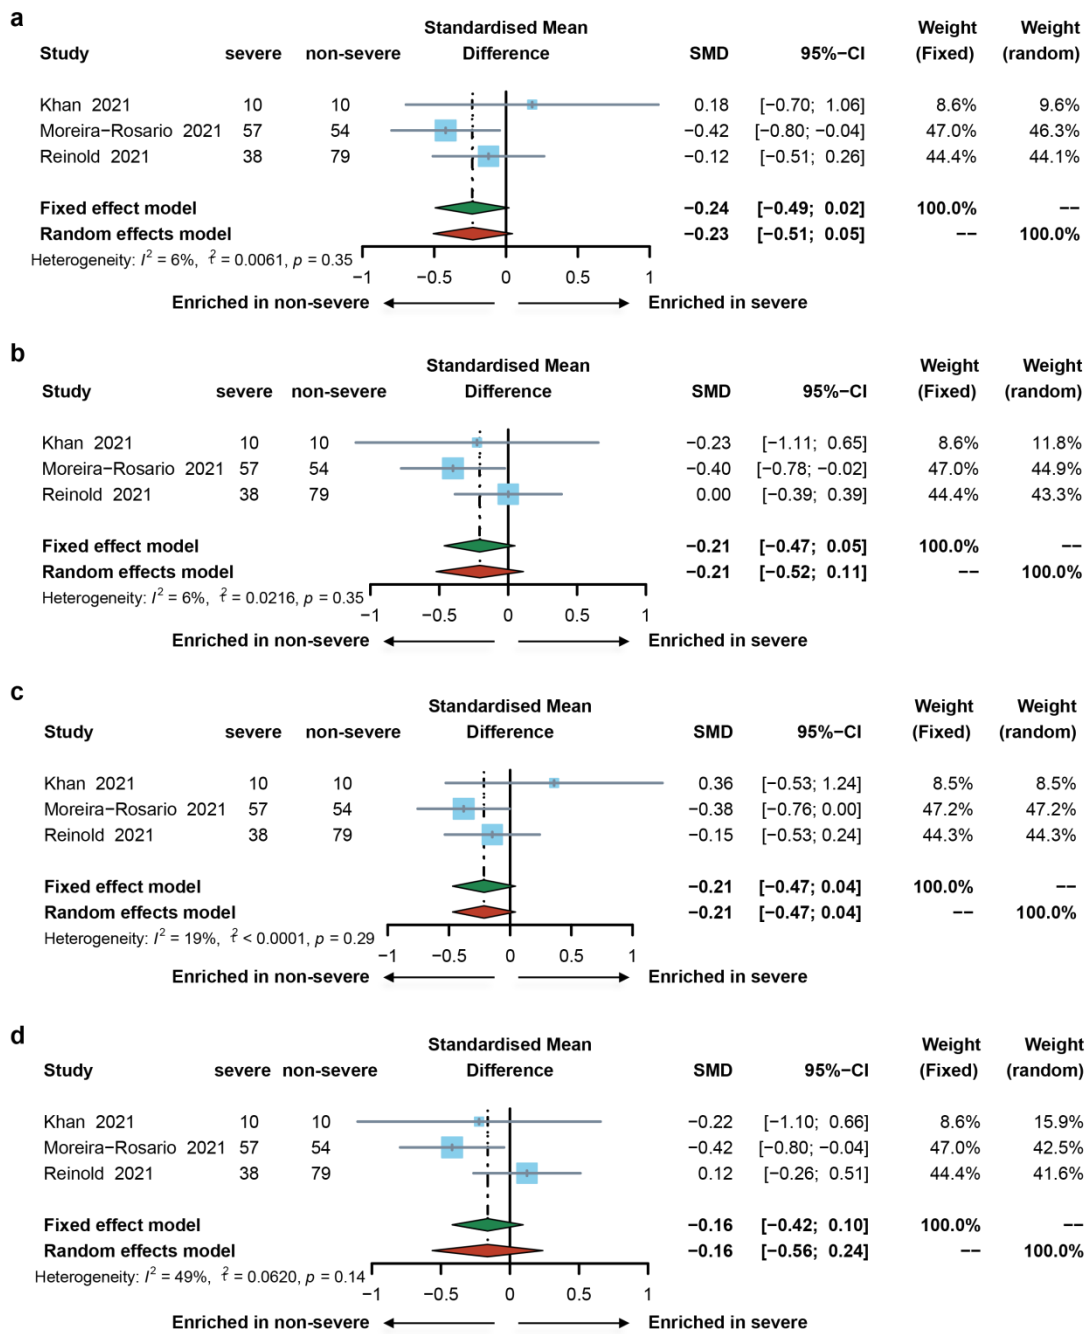 a
Standardised Mean Weight Weight
Study severe non-severe Difference SMD 95%−CI (Fixed) (random)
Khan 2021 10 10 0.18 [−0.70; 1.06] 8.6% 9.6%
Moreira−Rosario 2021 57 54 −0.42 [−0.80; −0.04] 47.0% 46.3%
Reinold 2021 38 79 −0.12 [−0.51; 0.26] 44.4% 44.1%
Fixed effect model −0.24 [−0.49; 0.02] 100.0% −−
Random effects model −0.23 [−0.51; 0.05] −− 100.0%
Heterogeneity: I² = 6%, τ² = 0.0061, p = 0.35
−1 −0.5 0 0.5 1
Enriched in non-severe Enriched in severe
b
Standardised Mean Weight Weight
Study severe non-severe Difference SMD 95%−CI (Fixed) (random)
Khan 2021 10 10 −0.23 [−1.11; 0.65] 8.6% 11.8%
Moreira−Rosario 2021 57 54 −0.40 [−0.78; −0.02] 47.0% 44.9%
Reinold 2021 38 79 0.00 [−0.39; 0.39] 44.4% 43.3%
Fixed effect model −0.21 [−0.47; 0.05] 100.0% −−
Random effects model −0.21 [−0.52; 0.11] −− 100.0%
Heterogeneity: I² = 6%, τ² = 0.0216, p = 0.35
−1 −0.5 0 0.5 1
Enriched in non-severe Enriched in severe
c
Standardised Mean Weight Weight
Study severe non-severe Difference SMD 95%−CI (Fixed) (random)
Khan 2021 10 10 0.36 [−0.53; 1.24] 8.5% 8.5%
Moreira−Rosario 2021 57 54 −0.38 [−0.76; 0.00] 47.2% 47.2%
Reinold 2021 38 79 −0.15 [−0.53; 0.24] 44.3% 44.3%
Fixed effect model −0.21 [−0.47; 0.04] 100.0% −−
Random effects model −0.21 [−0.47; 0.04] −− 100.0%
Heterogeneity: I² = 19%, τ² < 0.0001, p = 0.29
−1 −0.5 0 0.5 1
Enriched in non-severe Enriched in severe
d
Standardised Mean Weight Weight
Study severe non-severe Difference SMD 95%−CI (Fixed) (random)
Khan 2021 10 10 −0.22 [−1.10; 0.66] 8.6% 15.9%
Moreira−Rosario 2021 57 54 −0.42 [−0.80; −0.04] 47.0% 42.5%
Reinold 2021 38 79 0.12 [−0.26; 0.51] 44.4% 41.6%
Fixed effect model −0.16 [−0.42; 0.10] 100.0% −−
Random effects model −0.16 [−0.56; 0.24] −− 100.0%
Heterogeneity: I² = 49%, τ² = 0.0620, p = 0.14
−1 −0.5 0 0.5 1
Enriched in non-severe Enriched in severe